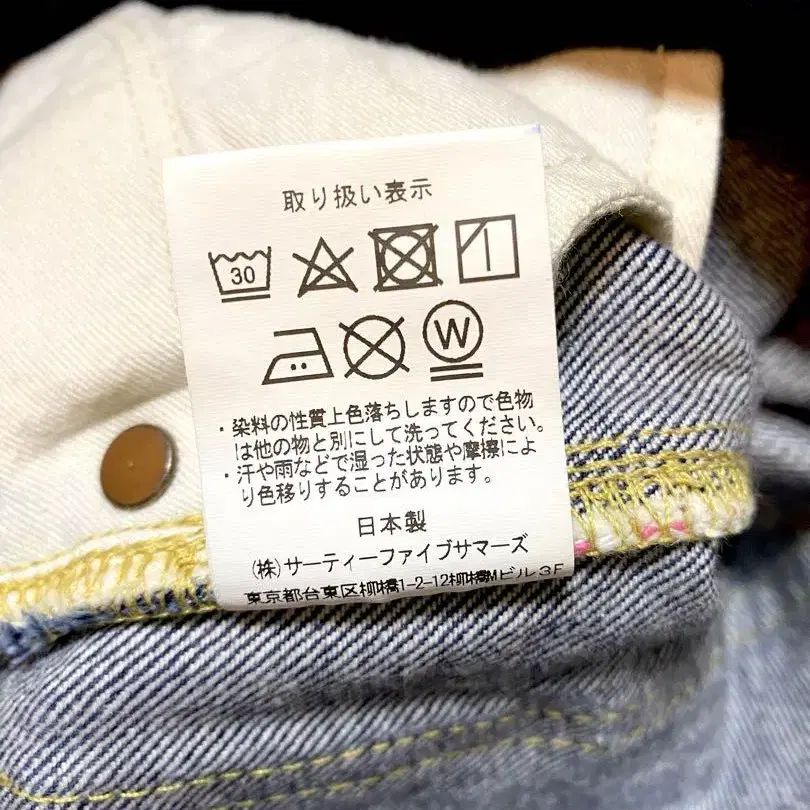 取り扱い表示
30
W
・染料の性質上色落ちしますので色物
は他の物と別にして洗ってください。
・汗や雨などで湿った状態や摩擦によ
り色移りすることがあります。
日本製
(株)サーティーファイブサマーズ
東京都台東区柳橋1-2-12柳橋Mビル3F